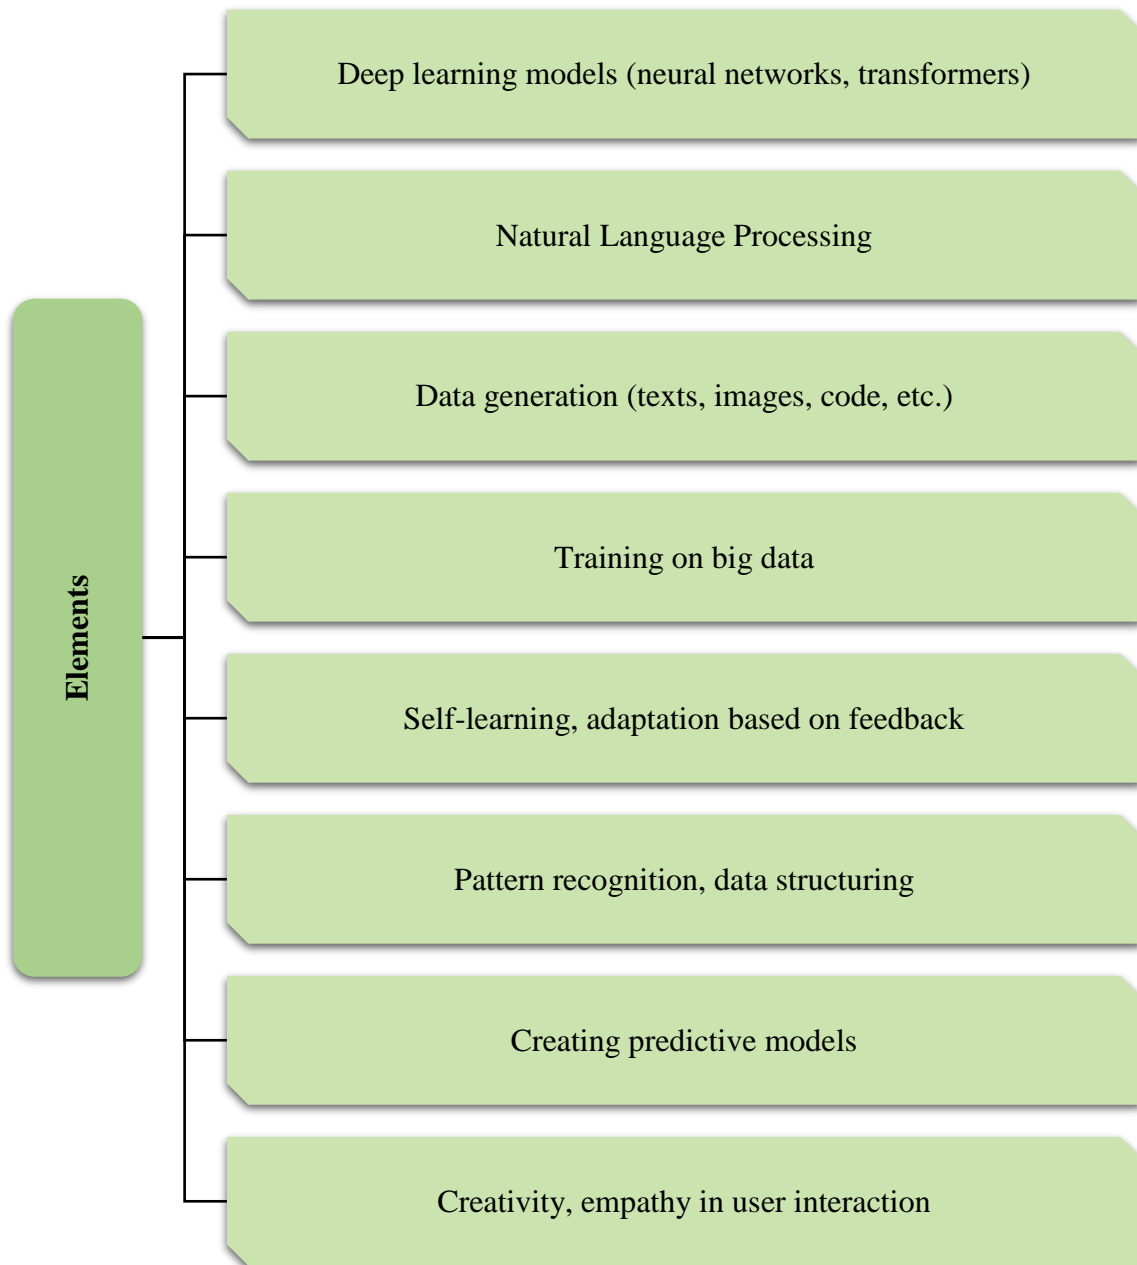 Elements
Deep learning models (neural networks, transformers)
Natural Language Processing
Data generation (texts, images, code, etc.)
Training on big data
Self-learning, adaptation based on feedback
Pattern recognition, data structuring
Creating predictive models
Creativity, empathy in user interaction